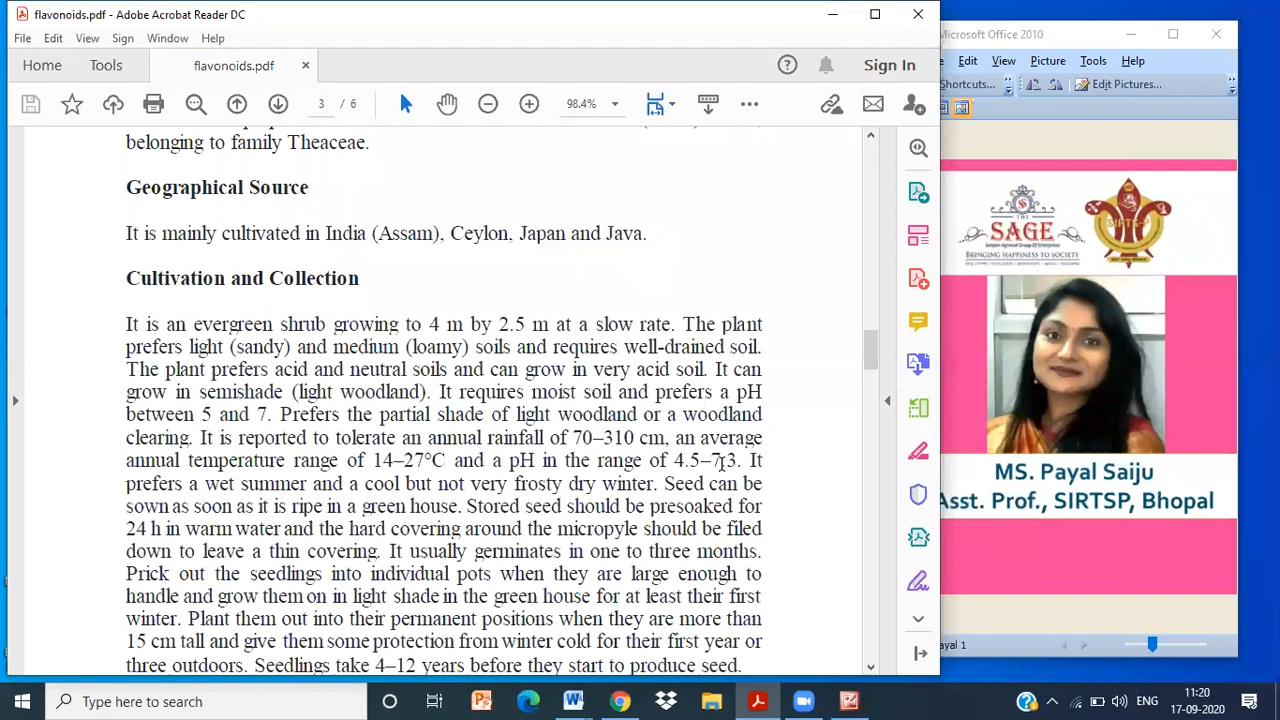 flavonoids.pdf - Adobe Acrobat Reader DC
File Edit View Sign Window Help
Home Tools flavonoids.pdf × Sign In
3 / 6 98.4%
belonging to family Theaceae.
Geographical Source
It is mainly cultivated in India (Assam), Ceylon, Japan and Java.
Cultivation and Collection
It is an evergreen shrub growing to 4 m by 2.5 m at a slow rate. The plant
prefers light (sandy) and medium (loamy) soils and requires well-drained soil.
The plant prefers acid and neutral soils and can grow in very acid soil. It can
grow in semishade (light woodland). It requires moist soil and prefers a pH
between 5 and 7. Prefers the partial shade of light woodland or a woodland
clearing. It is reported to tolerate an annual rainfall of 70–310 cm, an average
annual temperature range of 14–27°C and a pH in the range of 4.5–7.3. It
prefers a wet summer and a cool but not very frosty dry winter. Seed can be
sown as soon as it is ripe in a green house. Stored seed should be presoaked for
24 h in warm water and the hard covering around the micropyle should be filed
down to leave a thin covering. It usually germinates in one to three months.
Prick out the seedlings into individual pots when they are large enough to
handle and grow them on in light shade in the green house for at least their first
winter. Plant them out into their permanent positions when they are more than
15 cm tall and give them some protection from winter cold for their first year or
three outdoors. Seedlings take 4–12 years before they start to produce seed.
Microsoft Office 2010
Edit View Picture Tools Help
Shortcuts... Edit Pictures...
THE
SAGE
BRINGING HAPPINESS TO SOCIETY
SIRTS-P
MS. Payal Saiju
Asst. Prof., SIRTSP, Bhopal
ayal 1
Type here to search
ENG
11:20
17-09-2020